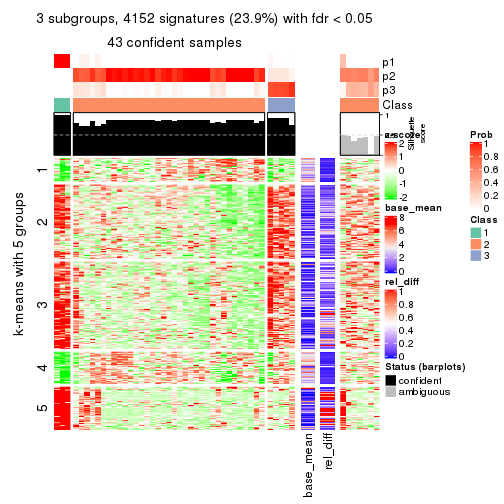 3 subgroups, 4152 signatures (23.9%) with fdr < 0.05
43 confident samples
p1
p2
p3
Class
1
Silhouette
score
z-score
2
1
0
-1
-2
Prob
1
0.8
0.6
0.4
0.2
0
Class
1
2
3
base_mean
8
6
4
2
0
rel_diff
1
0.8
0.6
0.4
0.2
0
Status (barplots)
confident
ambiguous
k-means with 5 groups
1
2
3
4
5
base_mean
rel_diff